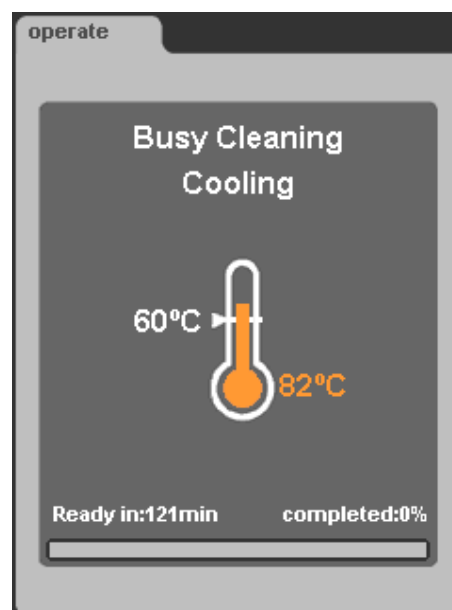 operate
Busy Cleaning
Cooling
60ºC
82ºC
Ready in:121min completed:0%